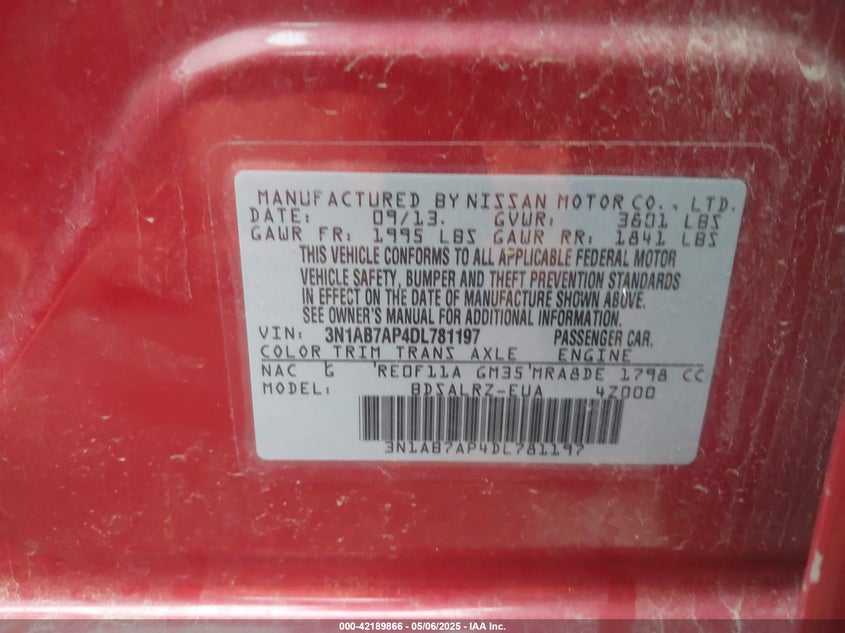 MANUFACTURED BY NISSAN MOTOR CO., LTD.
DATE: 09/13. GVWR: 3601 LBS
GAWR FR: 1995 LBS GAWR RR: 1841 LBS
THIS VEHICLE CONFORMS TO ALL APPLICABLE FEDERAL MOTOR
VEHICLE SAFETY, BUMPER AND THEFT PREVENTION STANDARDS
IN EFFECT ON THE DATE OF MANUFACTURE SHOWN ABOVE.
SEE OWNER'S MANUAL FOR ADDITIONAL INFORMATION.
VIN: 3N1AB7AP4DL781197 PASSENGER CAR.
COLOR TRIM TRANS AXLE ENGINE
NAC G RE0F11A GM35 MRA8DE 1798 CC
MODEL: BDSALRZ-EUA 4Z000
3N1AB7AP4DL781197
000-42189866 - 05/06/2025 - IAA Inc.